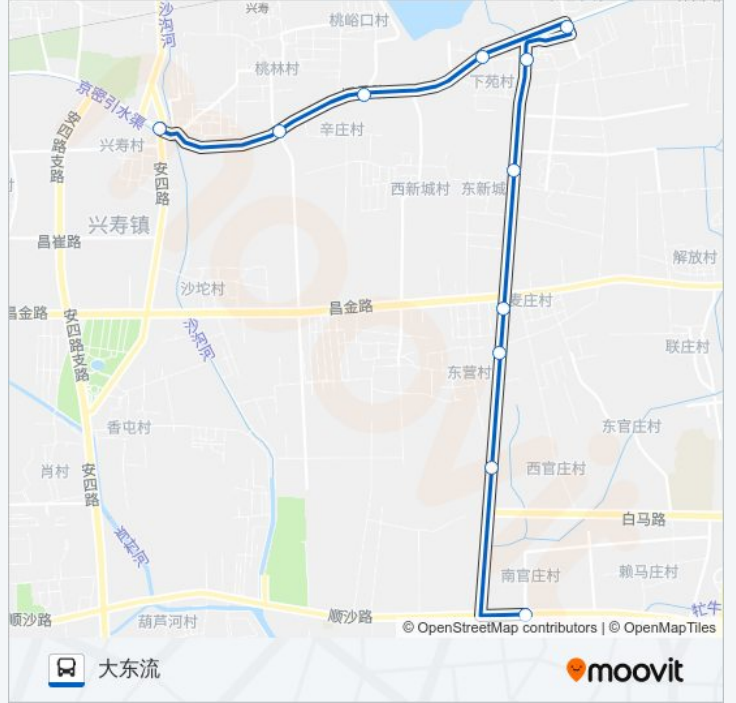 兴寿
桃峪口村
沙沟河
桃林村
下苑村
京密引水渠
安四路支路
辛庄村
兴寿村
安四路
西新城村
东新城
兴寿镇
昌崔路
解放村
沙坨村
昌金路
昌金路
麦庄村
沙沟河
安四路支路
联庄村
东营村
香屯村
东官庄村
肖村
安四路
西官庄村
白马路
南官庄村
赖马庄村
牤牛
顺沙路
葫芦河村
顺沙路
© OpenStreetMap contributors | © OpenMapTiles
大东流
moovit